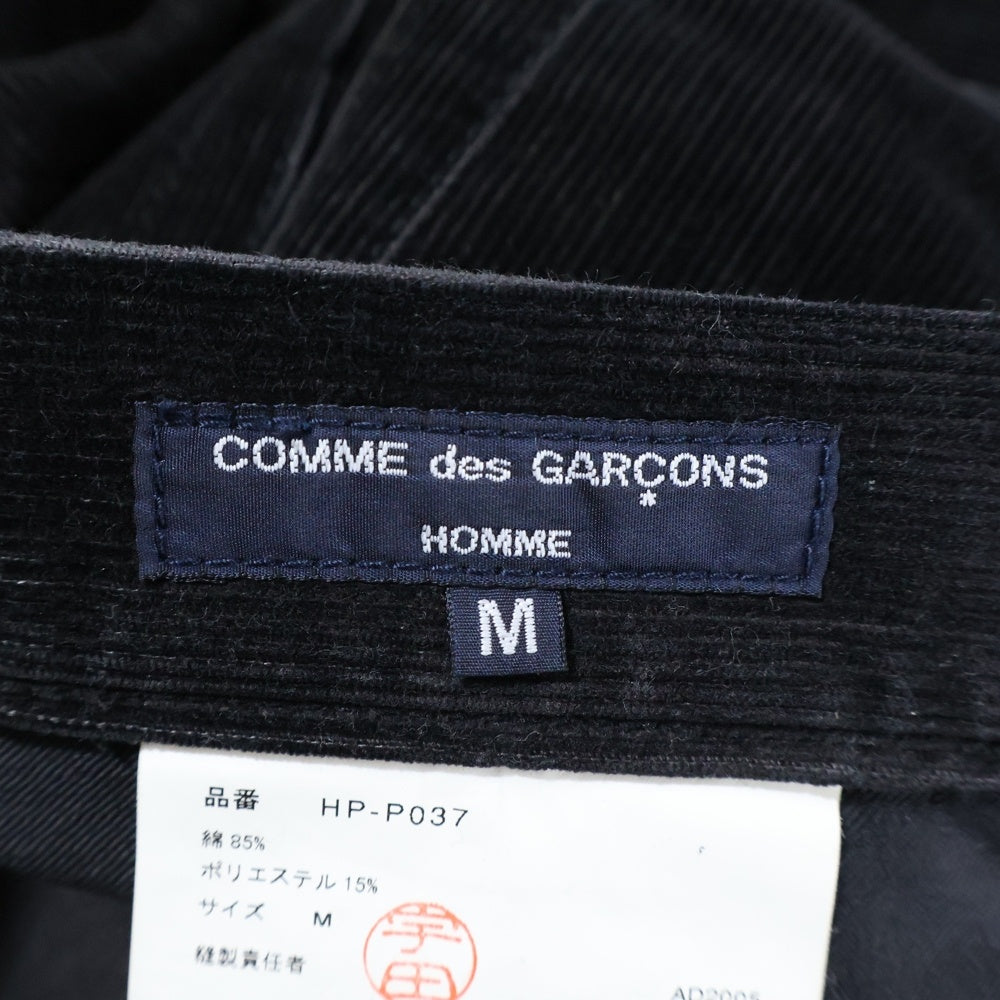 COMME des GARÇONS
*
HOMME
M
品番 HP-P037
綿 85%
ポリエステル 15%
サイズ M
縫製責任者
AD2005